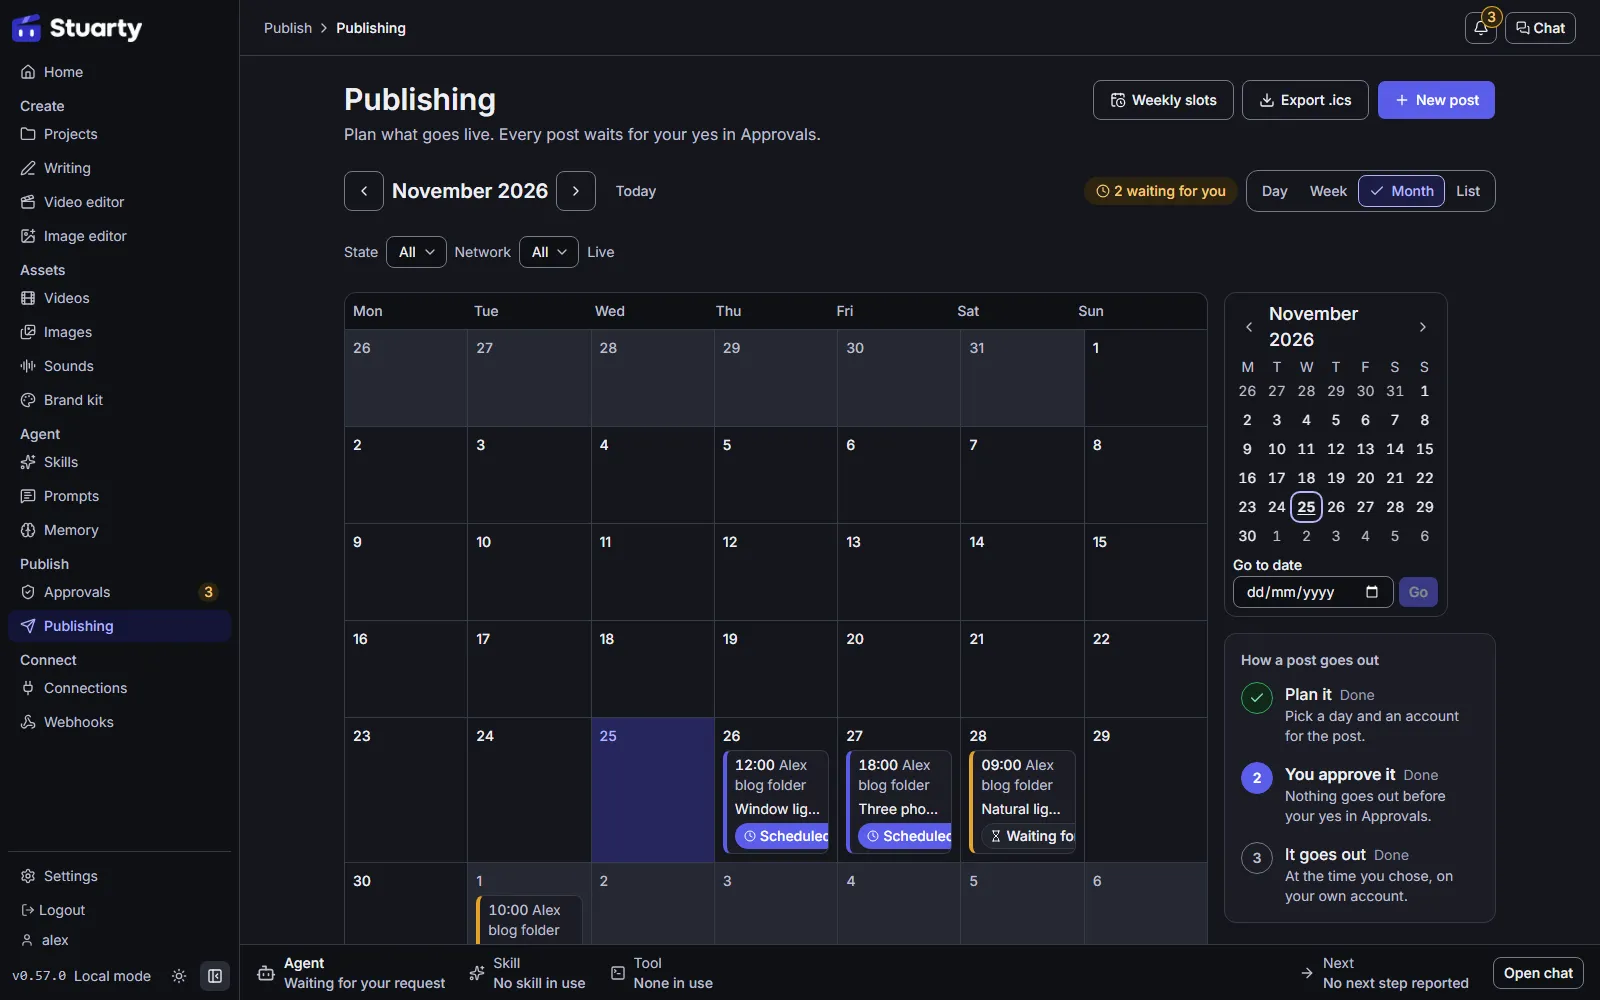 Stuarty
Publish > Publishing
3
Chat
Home
Create
Projects
Writing
Video editor
Image editor
Assets
Videos
Images
Sounds
Brand kit
Agent
Skills
Prompts
Memory
Publish
Approvals 3
Publishing
Connect
Connections
Webhooks
Settings
Logout
alex
v0.57.0 Local mode
Publishing
Plan what goes live. Every post waits for your yes in Approvals.
Weekly slots
Export .ics
New post
November 2026
Today
2 waiting for you
Day Week Month List
State All Network All Live
Mon Tue Wed Thu Fri Sat Sun
26 27 28 29 30 31 1
2 3 4 5 6 7 8
9 10 11 12 13 14 15
16 17 18 19 20 21 22
23 24 25 26 27 28 29
12:00 Alex
blog folder
Window lig...
Scheduled
18:00 Alex
blog folder
Three pho...
Scheduled
09:00 Alex
blog folder
Natural lig...
Waiting fo
30 1 2 3 4 5 6
10:00 Alex
blog folder
November
2026
M T W T F S S
26 27 28 29 30 31 1
2 3 4 5 6 7 8
9 10 11 12 13 14 15
16 17 18 19 20 21 22
23 24 25 26 27 28 29
30 1 2 3 4 5 6
Go to date
dd/mm/yyyy
Go
How a post goes out
Plan it Done
Pick a day and an account
for the post.
2
You approve it Done
Nothing goes out before
your yes in Approvals.
3
It goes out Done
At the time you chose, on
your own account.
Agent
Waiting for your request
Skill
No skill in use
Tool
None in use
Next
No next step reported
Open chat